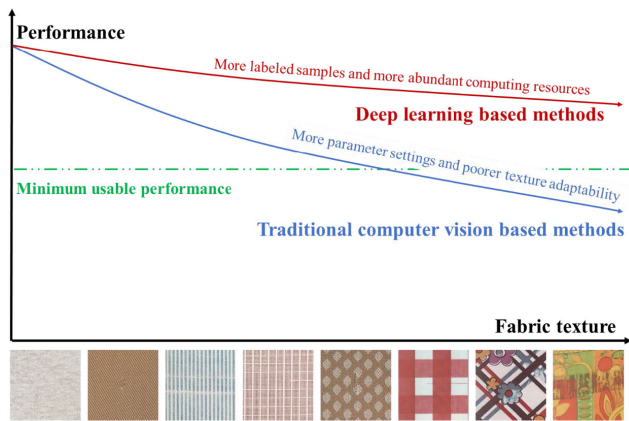 Performance
More labeled samples and more abundant computing resources
Deep learning based methods
More parameter settings and poorer texture adaptability
Minimum usable performance
Traditional computer vision based methods
Fabric texture